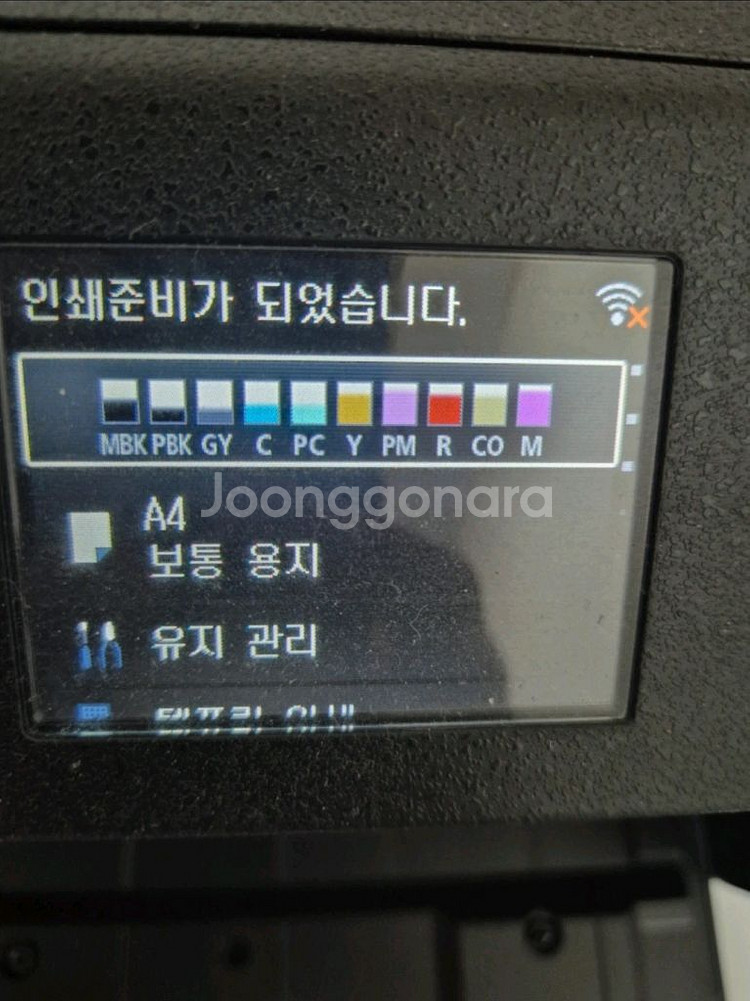 인쇄준비가 되었습니다.
MBK PBK GY C PC Y PM R CO M
Joonggonara
A4
보통 용지
유지 관리